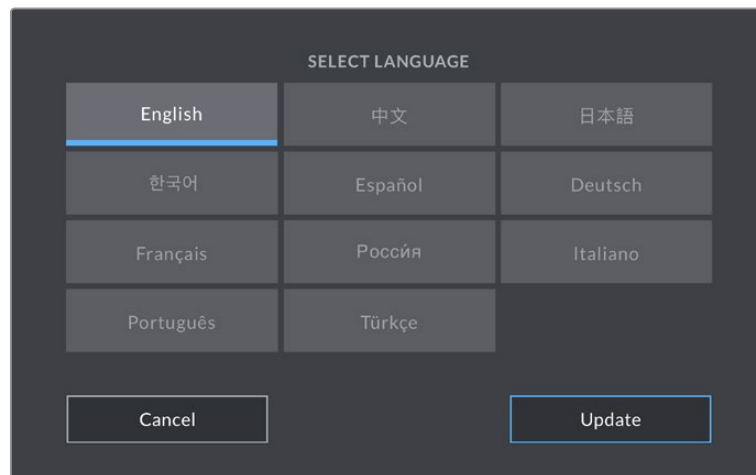 SELECT LANGUAGE
English 中文 日本語
한국어 Español Deutsch
Français Росси́я Italiano
Português Türkçe
Cancel Update